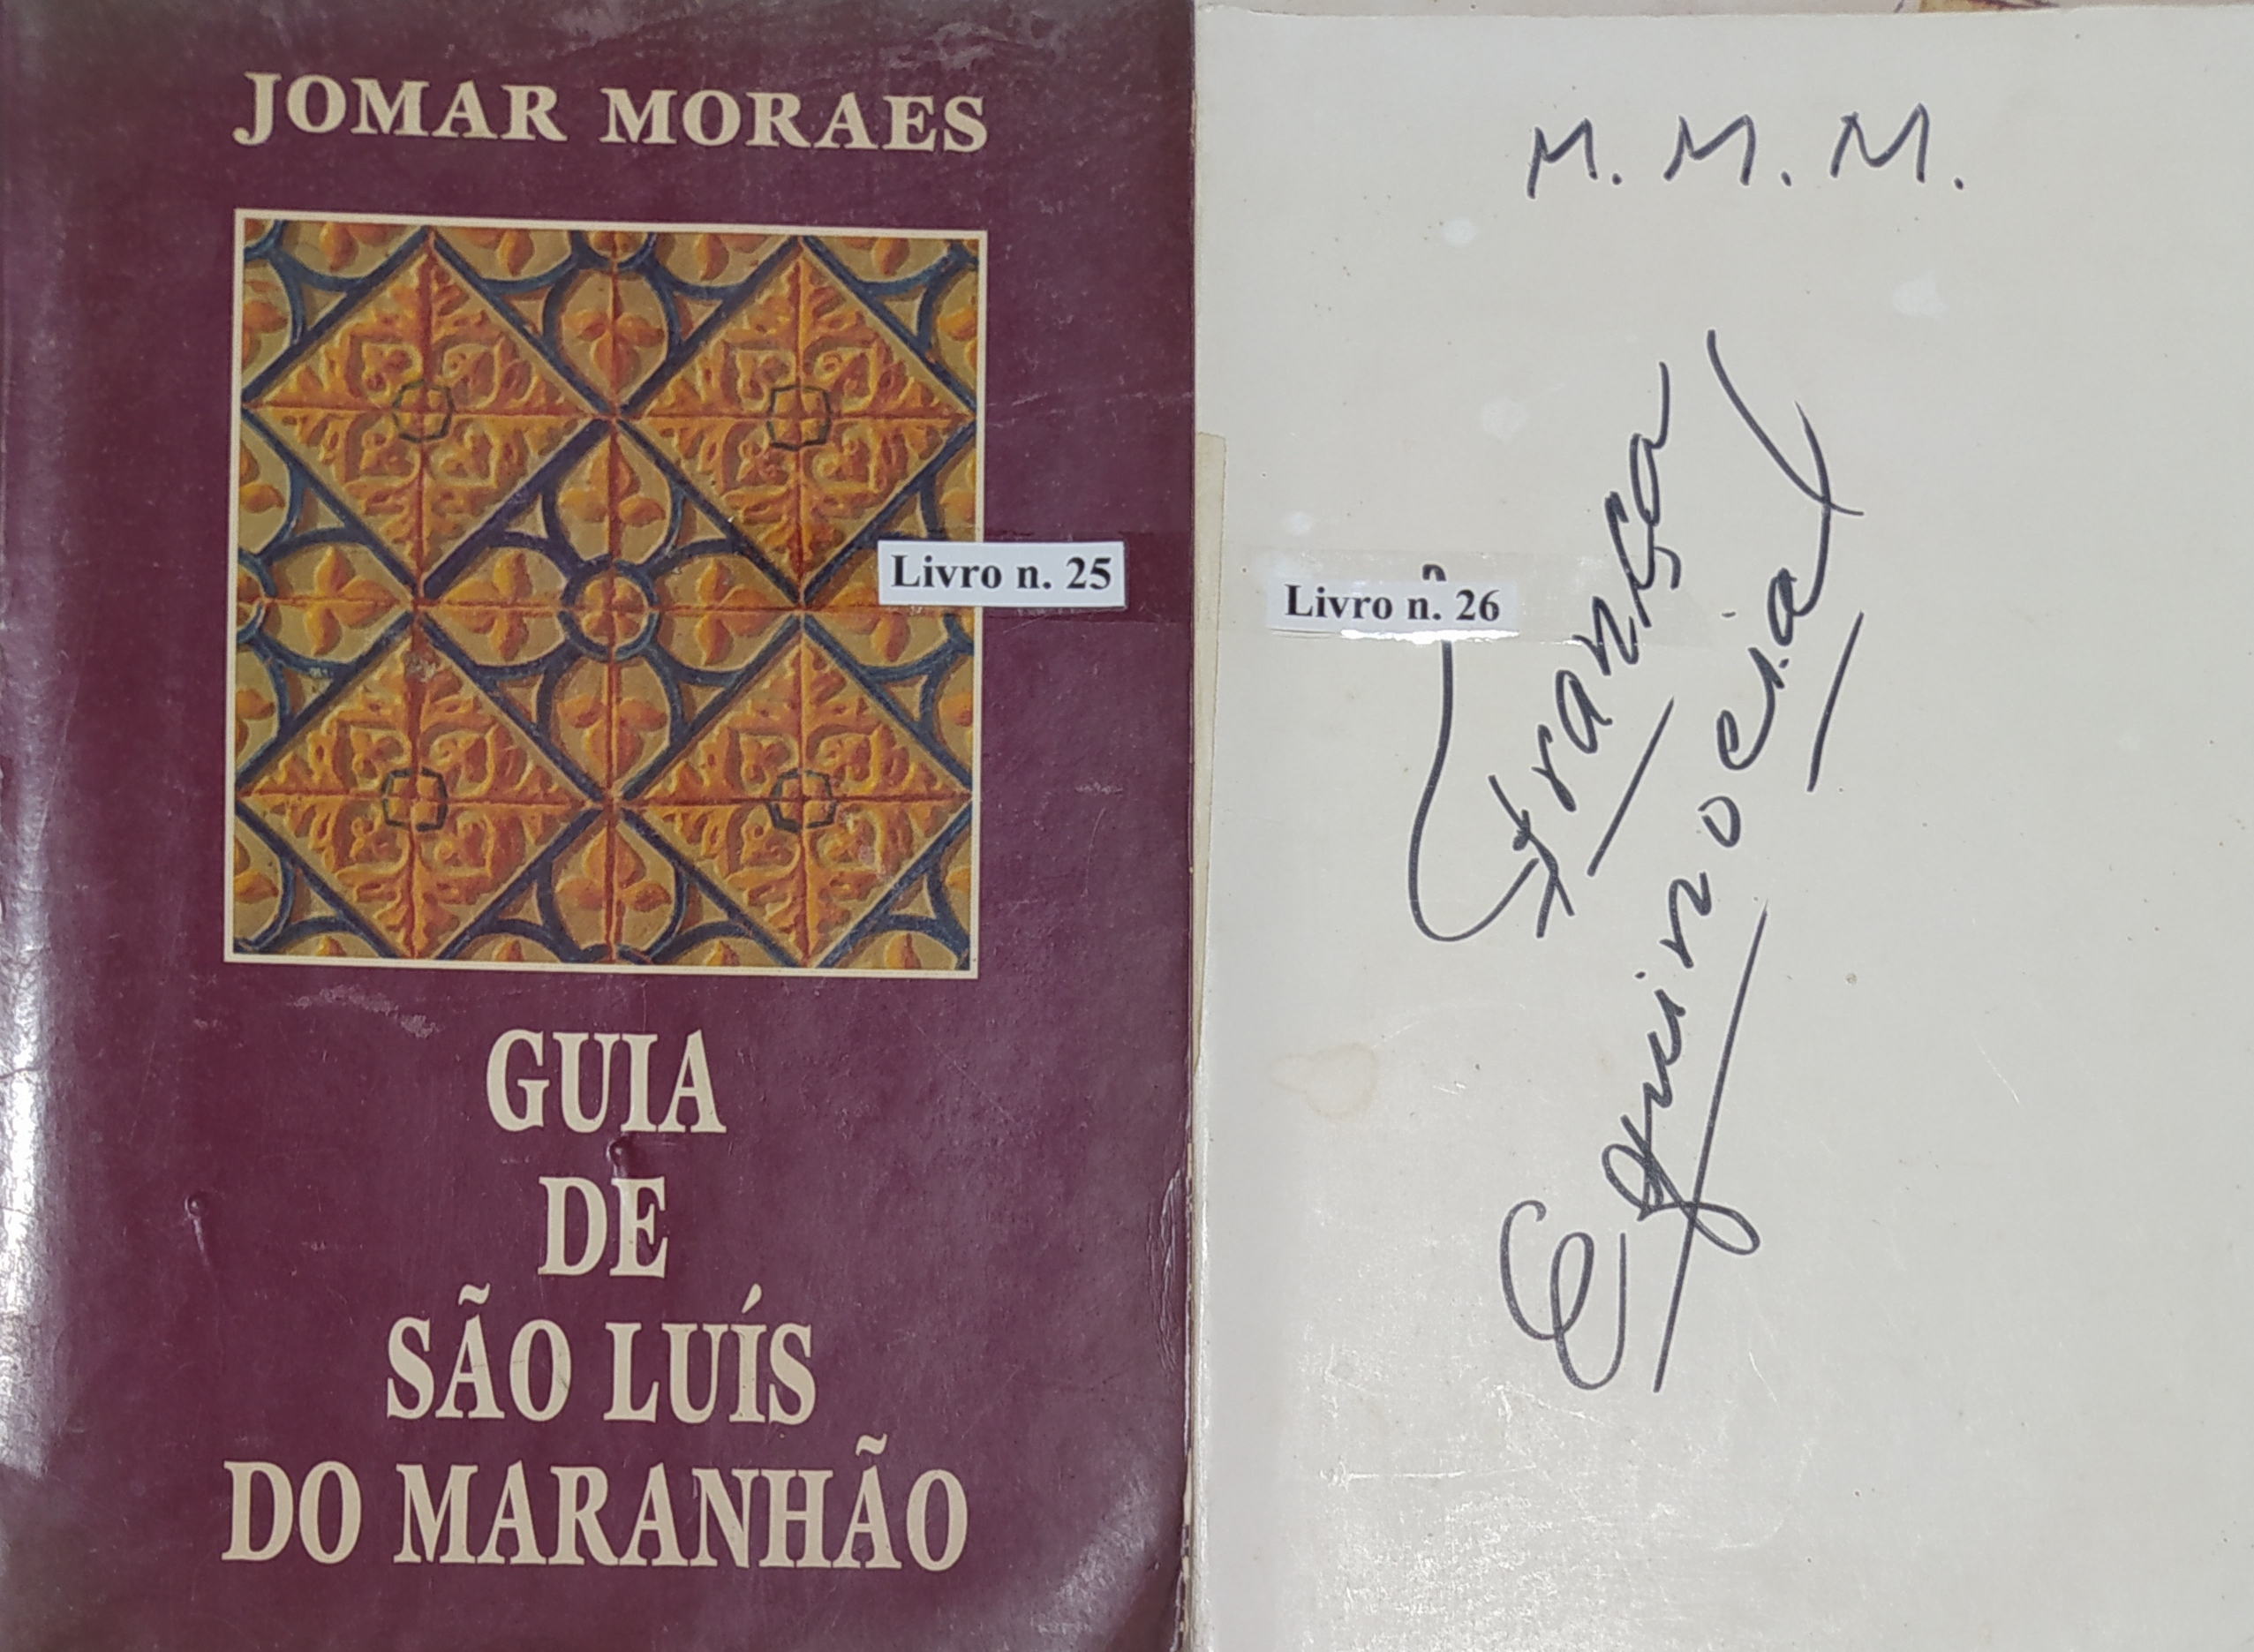 JOMAR MORAES
Livro n. 25
GUIA
DE
SÃO LUÍS
DO MARANHÃO
M. M. M.
Livro n. 26
França
Equinocial